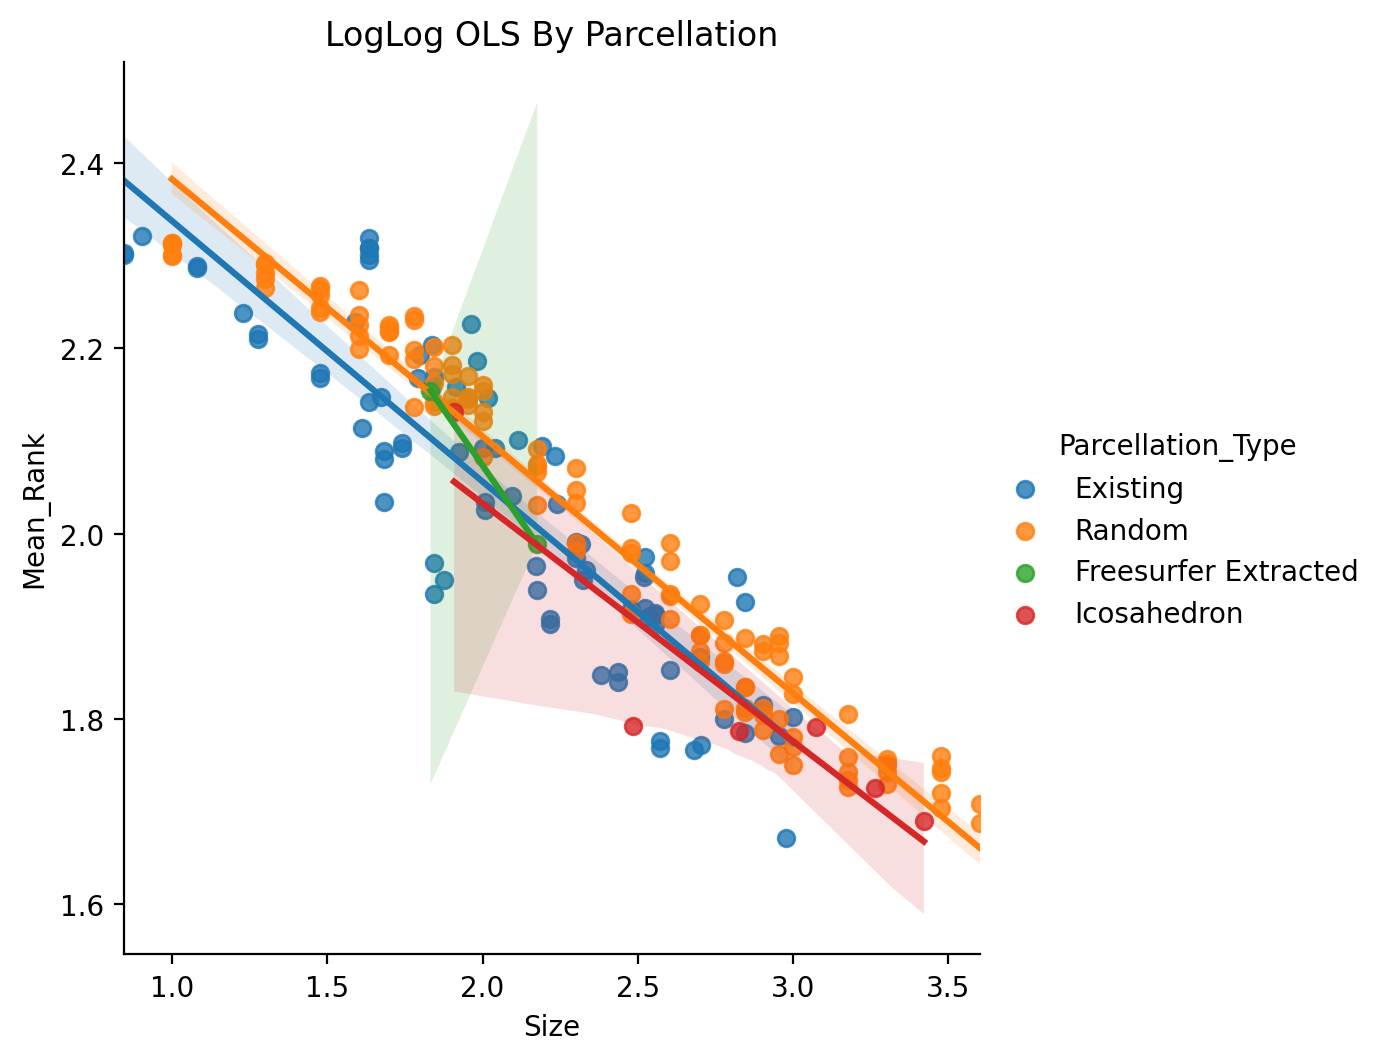 LogLog OLS By Parcellation
Mean_Rank
2.4
2.2
2.0
1.8
1.6
1.0 1.5 2.0 2.5 3.0 3.5
Size
Parcellation_Type
Existing
Random
Freesurfer Extracted
Icosahedron